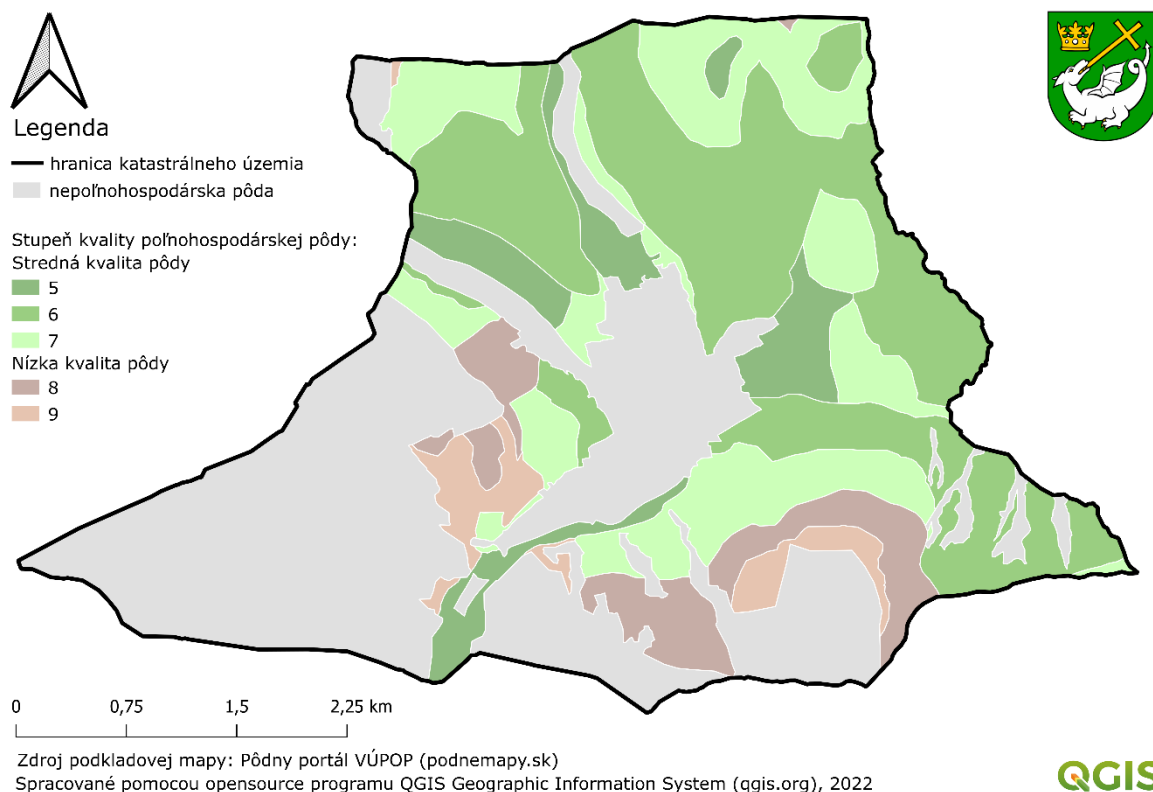 Legenda
hranica katastrálneho územia
nepoľnohospodárska pôda
Stupeň kvality poľnohospodárskej pôdy:
Stredná kvalita pôdy
5
6
7
Nízka kvalita pôdy
8
9
0 0,75 1,5 2,25 km
Zdroj podkladovej mapy: Pôdny portál VÚPOP (podnemapy.sk)
Spracované pomocou opensource programu QGIS Geographic Information System (qgis.org), 2022
QGIS